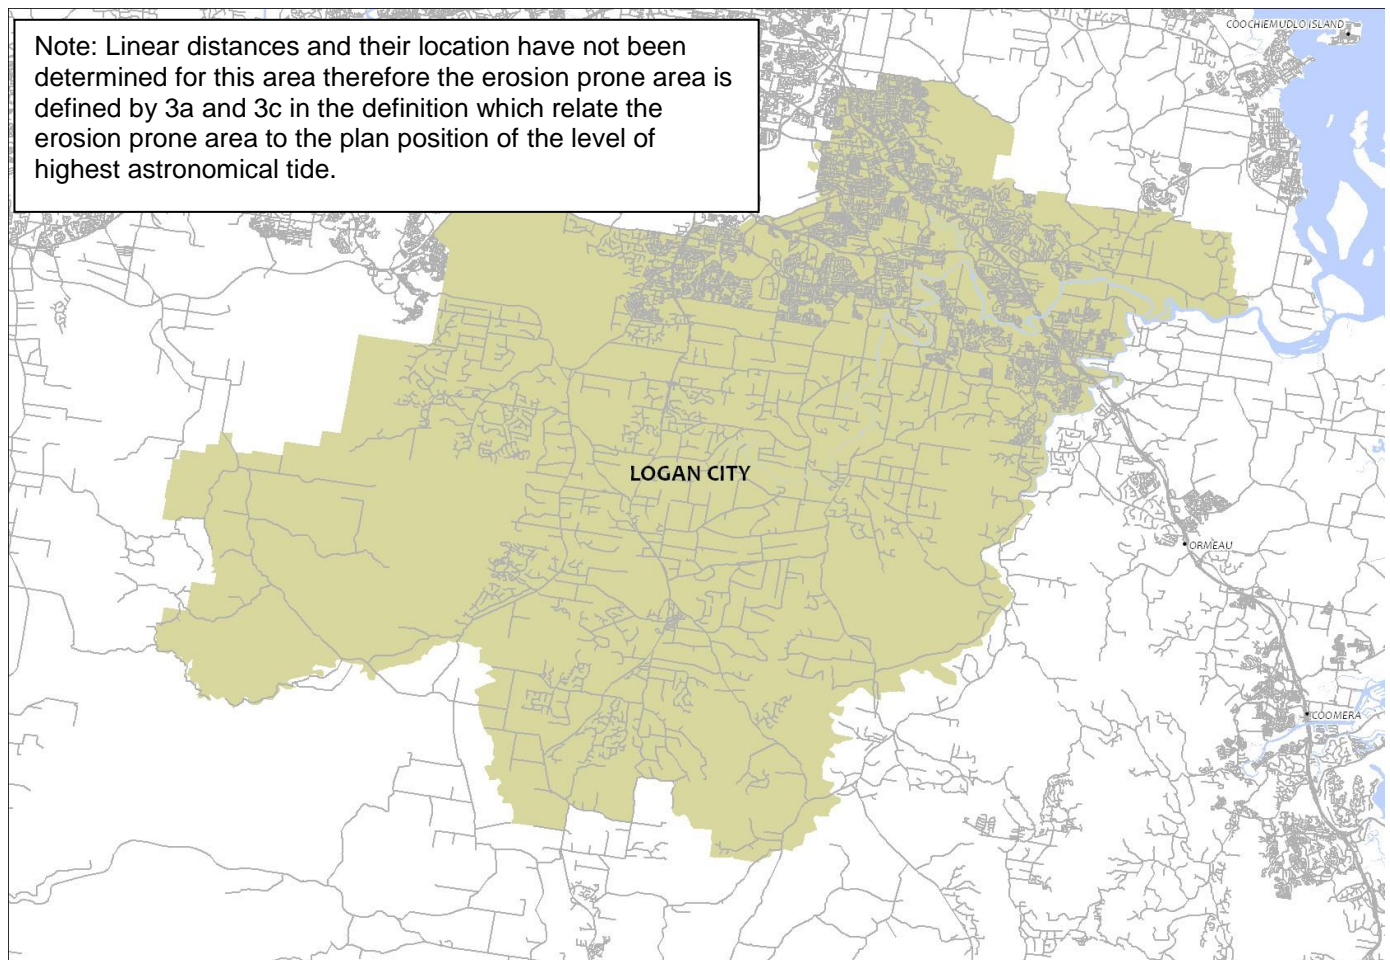 Note: Linear distances and their location have not been
determined for this area therefore the erosion prone area is
defined by 3a and 3c in the definition which relate the
erosion prone area to the plan position of the level of
highest astronomical tide.
COOCHIEMUDLO ISLAND
LOGAN CITY
ORMEAU
COOMERA